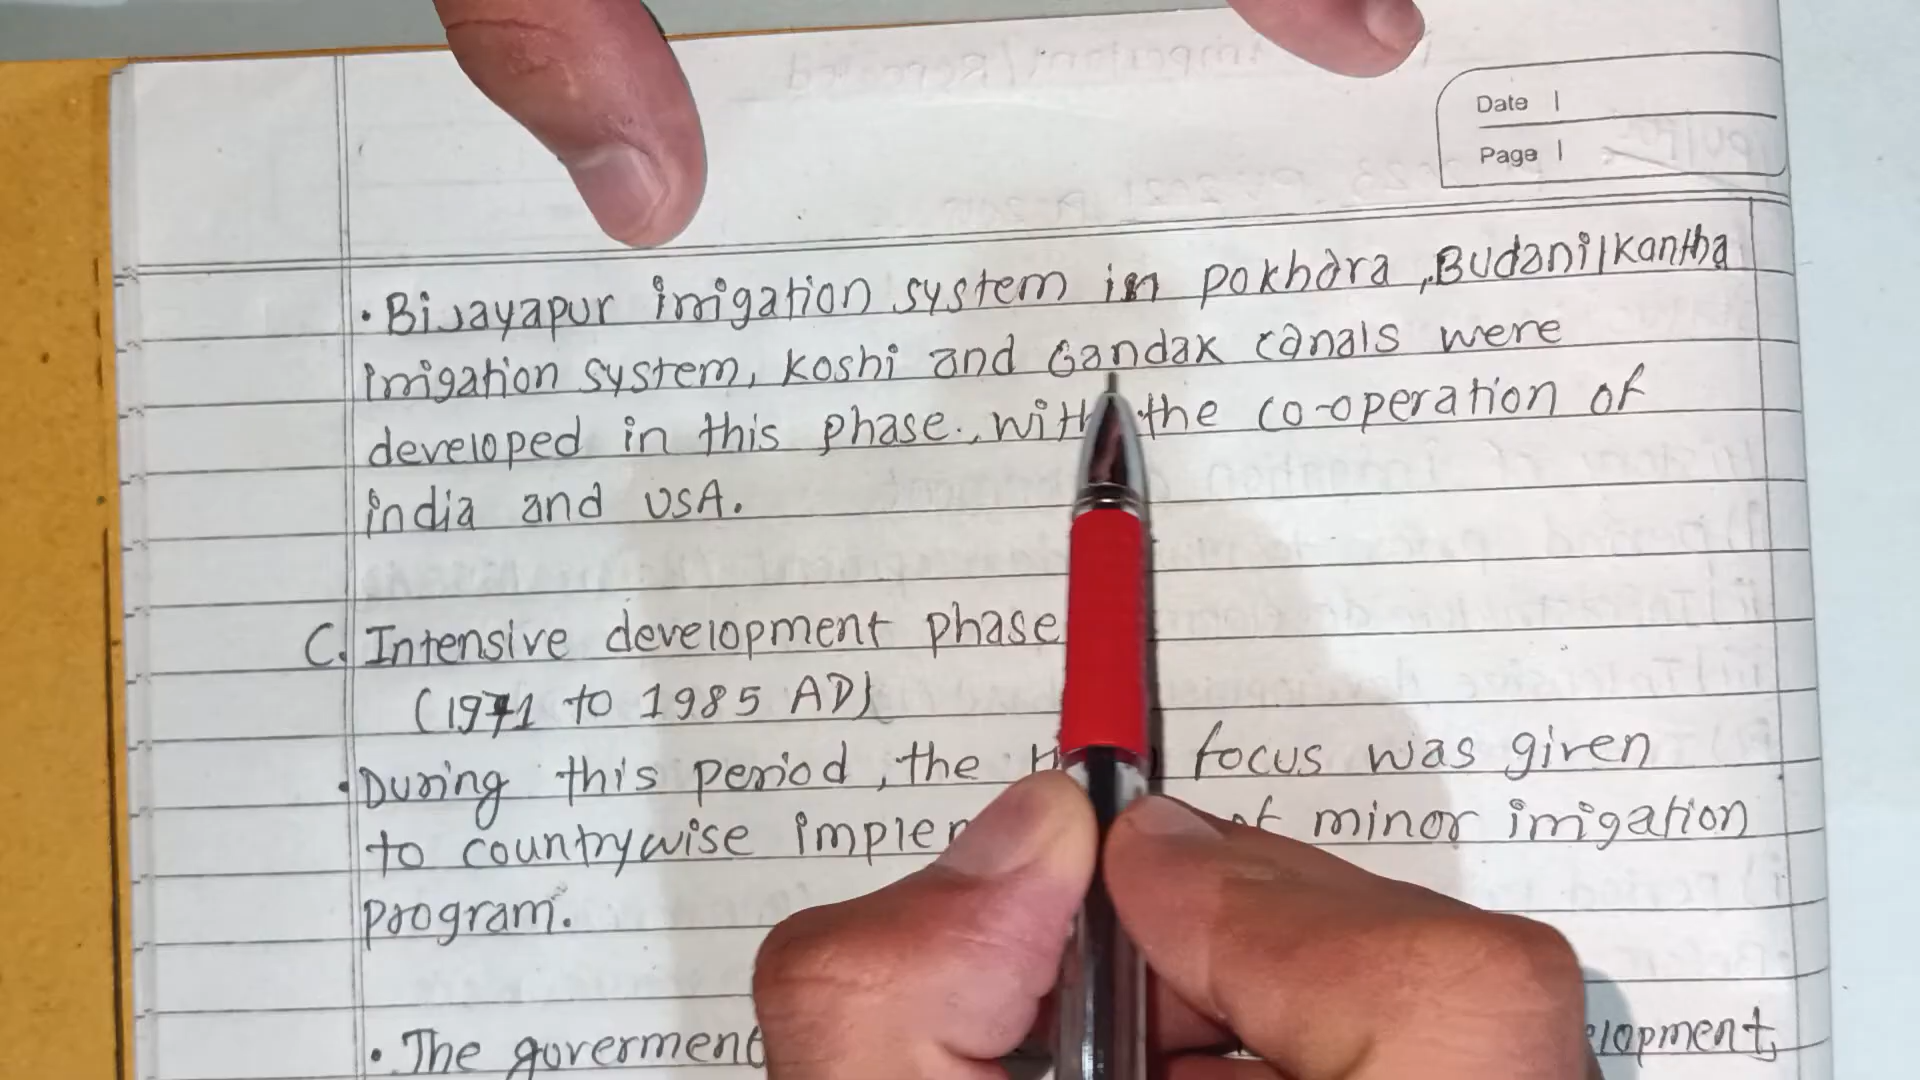 Date
Page
• Bijayapur irrigation system in pokhara, Budanilkantha
irrigation system, koshi and Gandak canals were
developed in this phase., with the co-operation of
india and USA.
C. Intensive development phase
(1971 to 1985 AD)
• During this period, the focus was given
to countrywise minor irrigation
program.
• The goverment